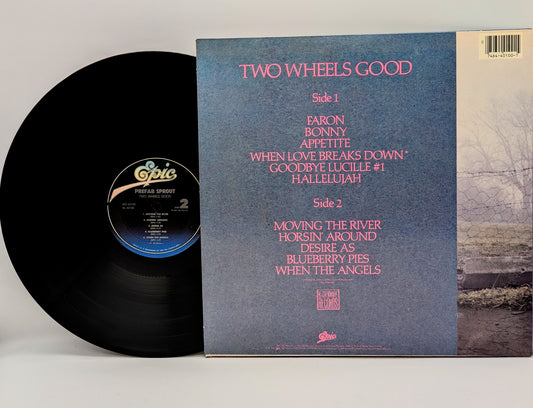 TWO WHEELS GOOD
Side 1
FARON
BONNY
APPETITE
WHEN LOVE BREAKS DOWN*
GOODBYE LUCILLE #1
HALLELUJAH
Side 2
MOVING THE RIVER
HORSIN' AROUND
DESIRE AS
BLUEBERRY PIES
WHEN THE ANGELS
Epic
Epic
PREFAB SPROUT
TWO WHEELS GOOD
2